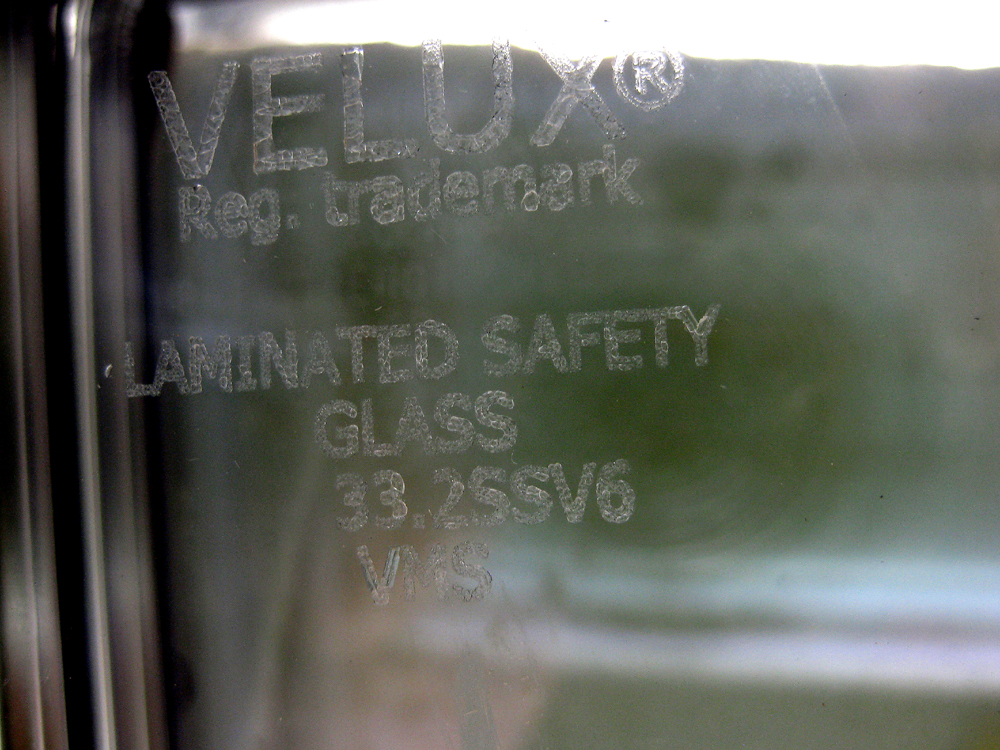 VELUX®
Reg. trademark
LAMINATED SAFETY
GLASS
33.2SSV6
VMS